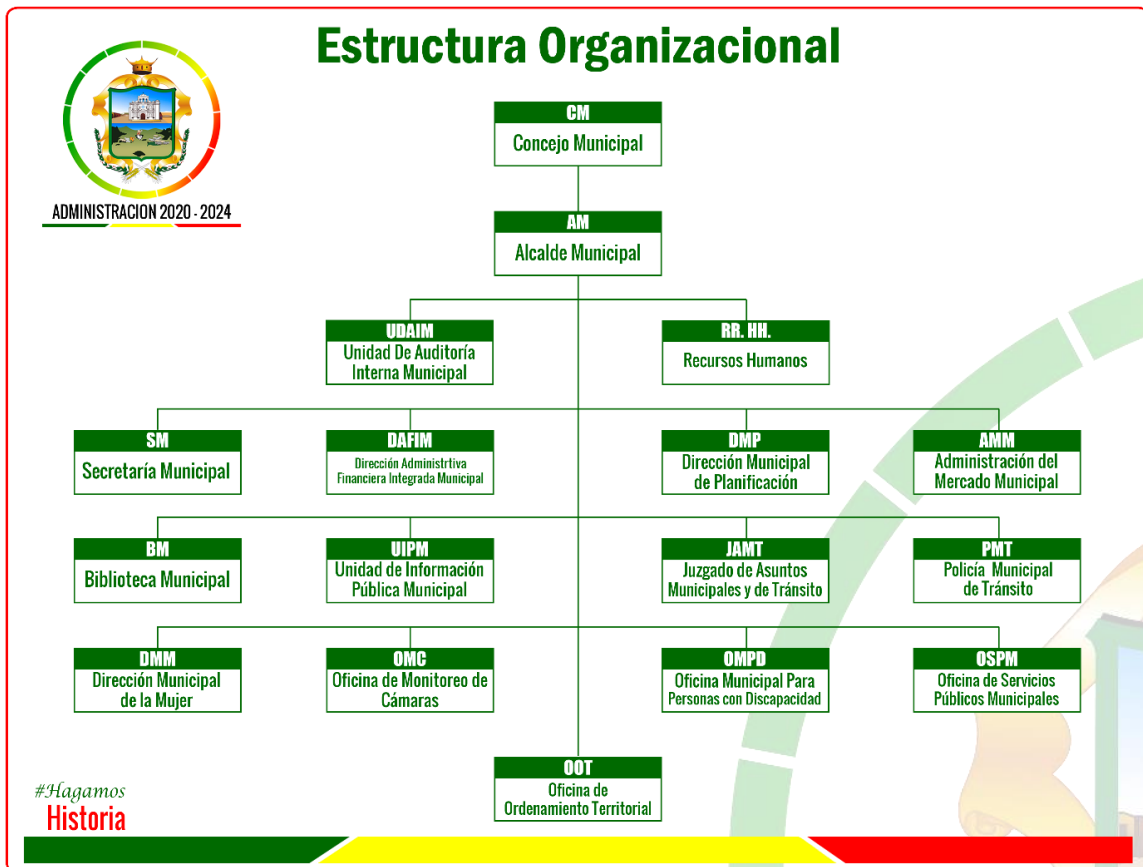 Estructura Organizacional
ADMINISTRACION 2020 - 2024
CM
Concejo Municipal
AM
Alcalde Municipal
UDAIM
Unidad De Auditoría
Interna Municipal
RR. HH.
Recursos Humanos
SM
Secretaría Municipal
DAFIM
Dirección Administrtiva
Financiera Integrada Municipal
DMP
Dirección Municipal
de Planificación
AMM
Administración del
Mercado Municipal
BM
Biblioteca Municipal
UIPM
Unidad de Información
Pública Municipal
JAMT
Juzgado de Asuntos
Municipales y de Tránsito
PMT
Policía Municipal
de Tránsito
DMM
Dirección Municipal
de la Mujer
OMC
Oficina de Monitoreo de
Cámaras
OMPD
Oficina Municipal Para
Personas con Discapacidad
OSPM
Oficina de Servicios
Públicos Municipales
OOT
Oficina de
Ordenamiento Territorial
#Hagamos
Historia